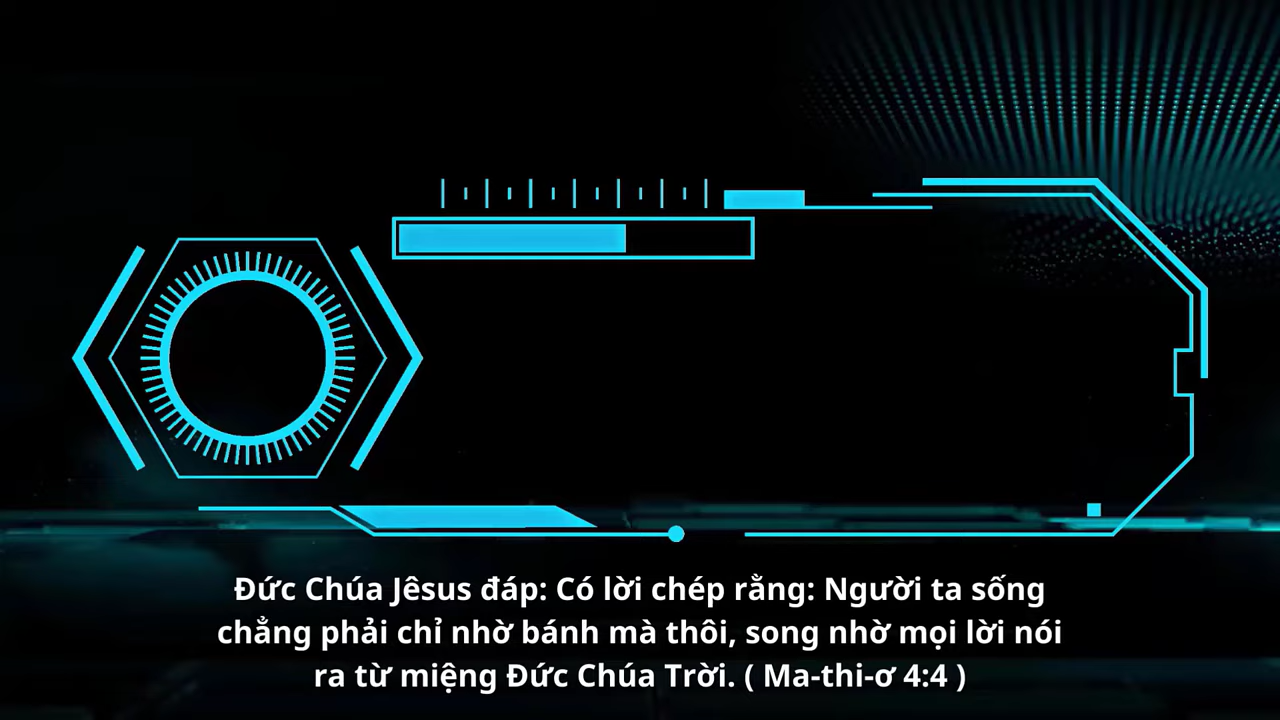 Đức Chúa Jêsus đáp: Có lời chép rằng: Người ta sống
chẳng phải chỉ nhờ bánh mà thôi, song nhờ mọi lời nói
ra từ miệng Đức Chúa Trời. ( Ma-thi-ơ 4:4 )